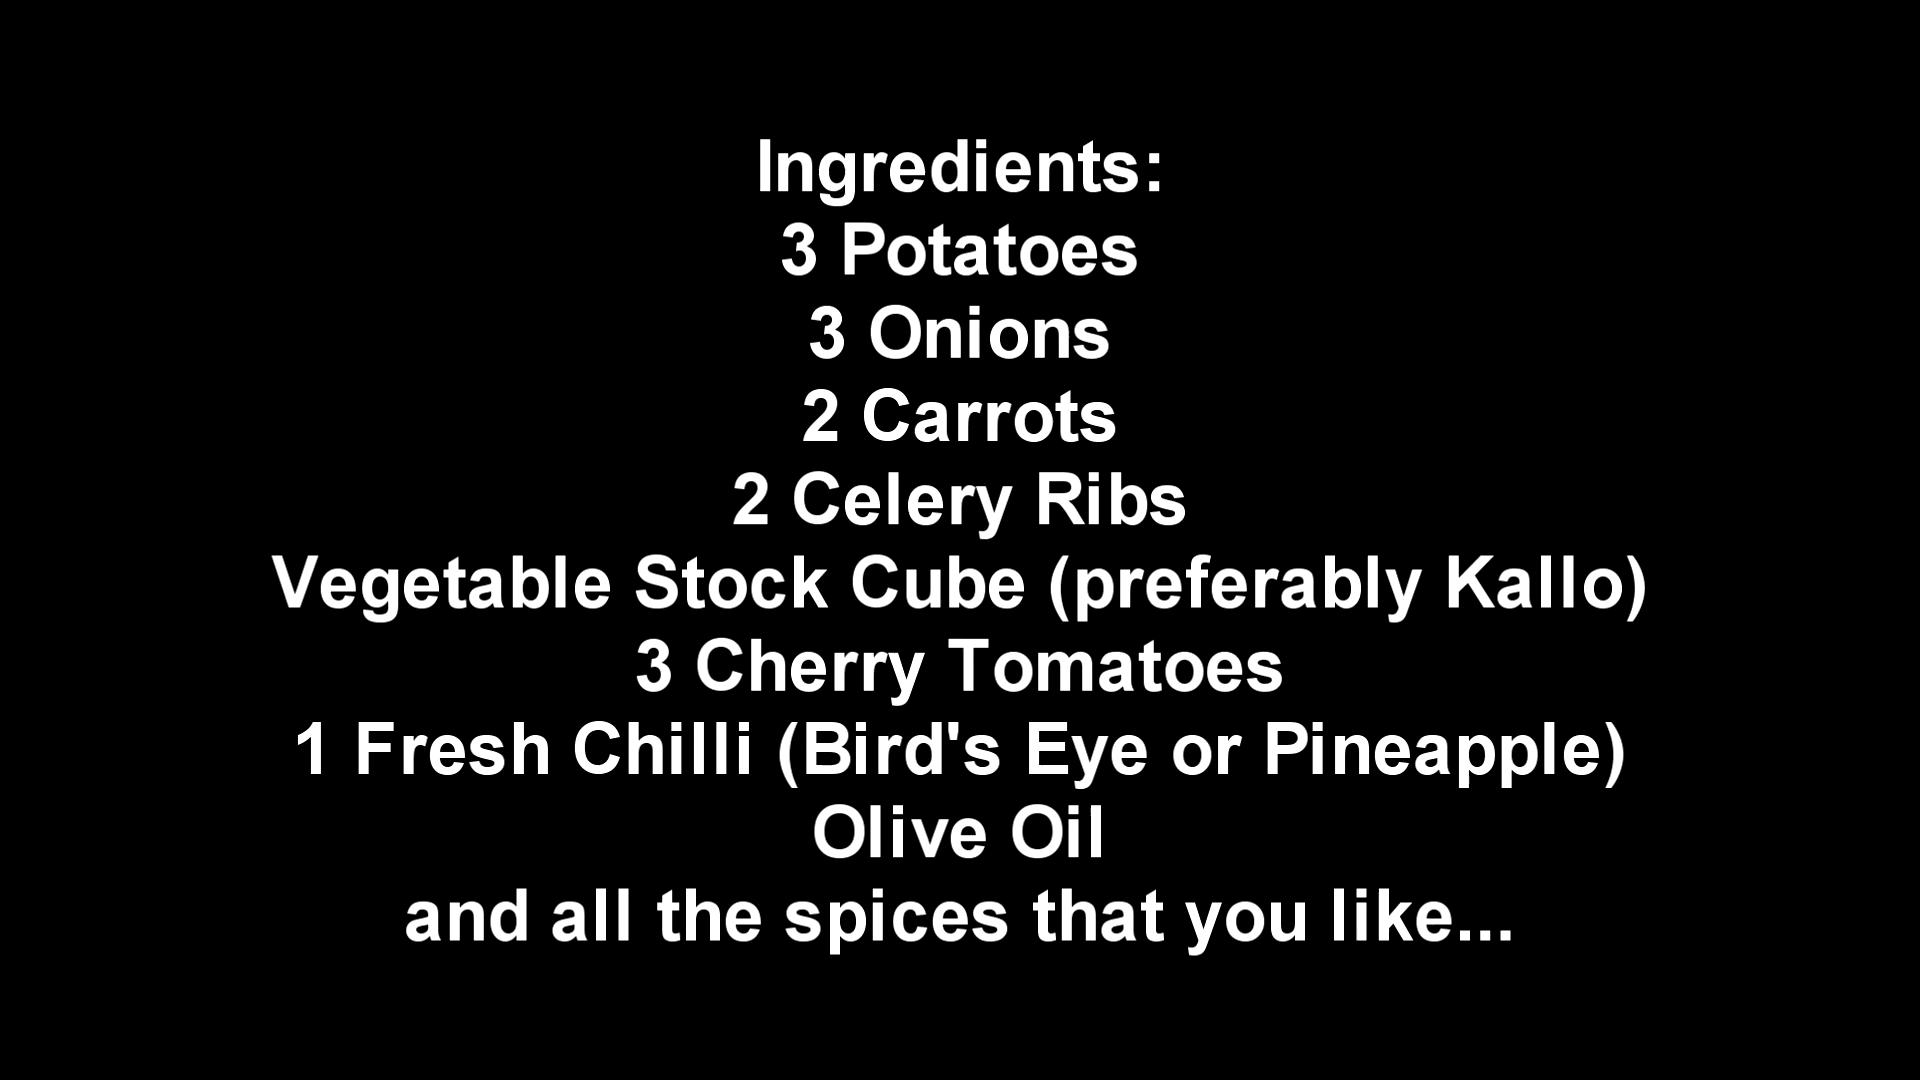 Ingredients:
3 Potatoes
3 Onions
2 Carrots
2 Celery Ribs
Vegetable Stock Cube (preferably Kallo)
3 Cherry Tomatoes
1 Fresh Chilli (Bird's Eye or Pineapple)
Olive Oil
and all the spices that you like...